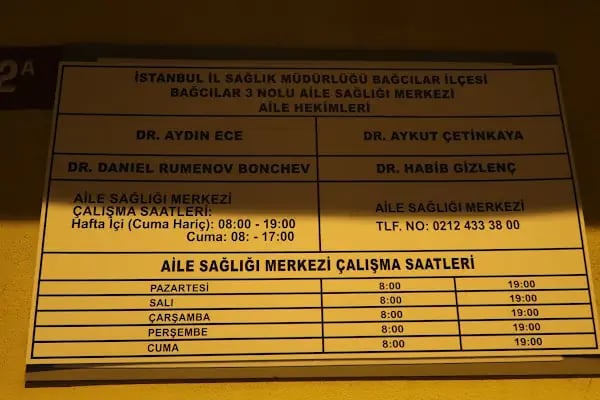 2A
İSTANBUL İL SAĞLIK MÜDÜRLÜĞÜ BAĞCILAR İLÇESİ
BAĞCILAR 3 NOLU AİLE SAĞLIĞI MERKEZİ
AİLE HEKİMLERİ
DR. AYDIN ECE
DR. AYKUT ÇETİNKAYA
DR. DANIEL RUMENOV BONCHEV
DR. HABİB GİZLENÇ
AİLE SAĞLIĞI MERKEZİ
ÇALIŞMA SAATLERİ:
Hafta İçi (Cuma Hariç): 08:00 - 19:00
Cuma: 08: - 17:00
AİLE SAĞLIĞI MERKEZİ
TLF. NO: 0212 433 38 00
AİLE SAĞLIĞI MERKEZİ ÇALIŞMA SAATLERİ
PAZARTESİ 8:00 19:00
SALI 8:00 19:00
ÇARŞAMBA 8:00 19:00
PERŞEMBE 8:00 19:00
CUMA 8:00 19:00